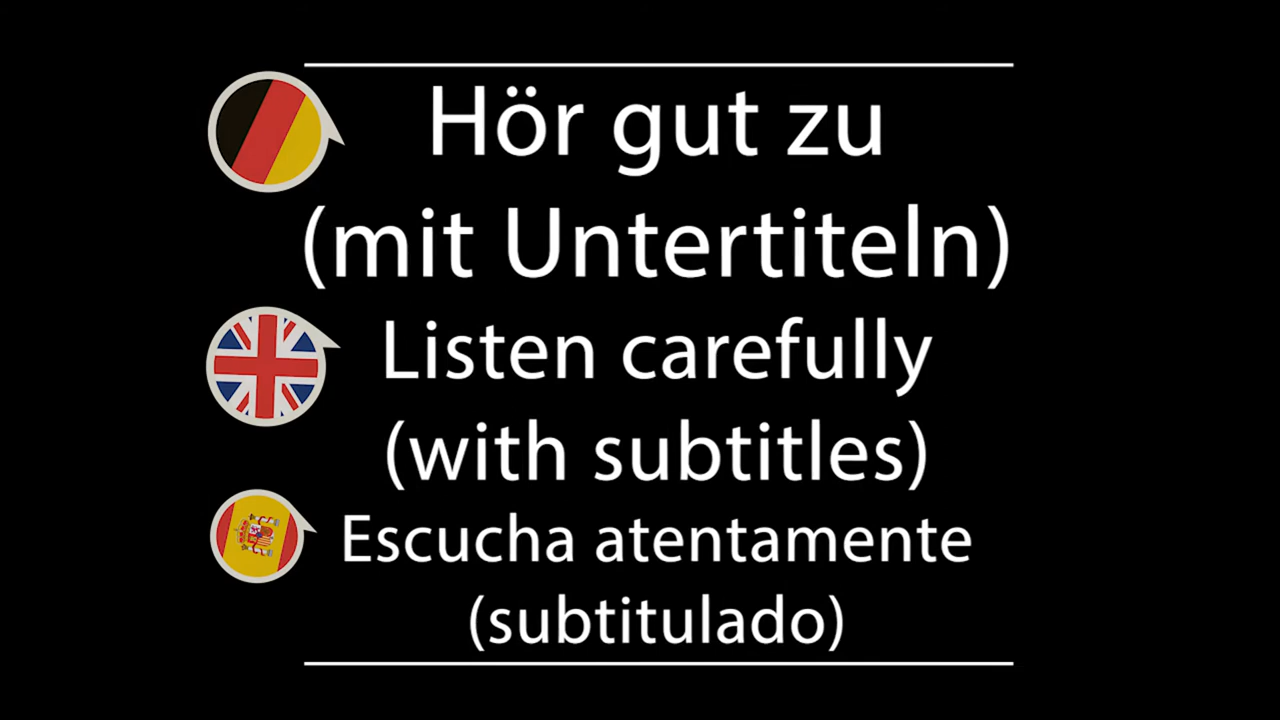 Hör gut zu
(mit Untertiteln)
Listen carefully
(with subtitles)
Escucha atentamente
(subtitulado)